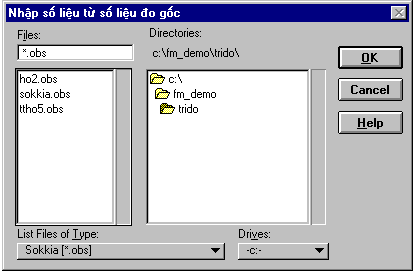 Nhập số liệu từ số liệu đo gốc
Files:
Directories:
*.obs
c:\fm_demo\trido\
OK
ho2.obs
c:\
sokkia.obs
fm_demo
Cancel
ttho5.obs
trido
Help
List Files of Type:
Drives:
Sokkia [*.obs]
-c:-